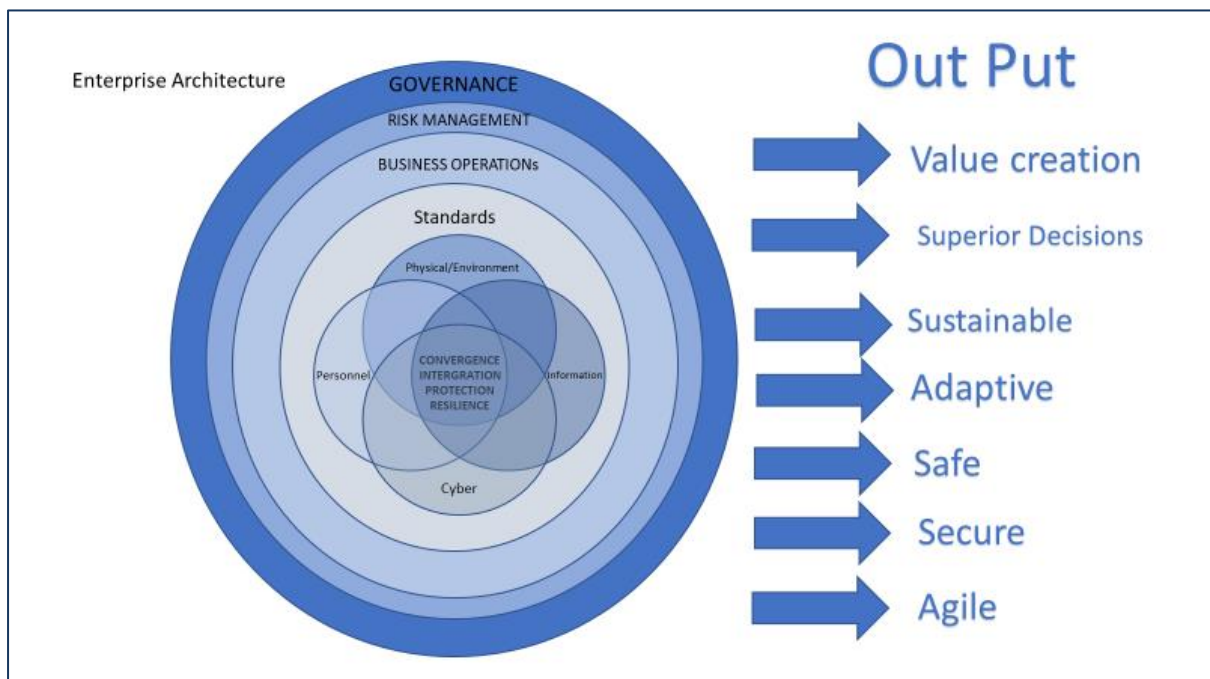 Enterprise Architecture
GOVERNANCE
RISK MANAGEMENT
BUSINESS OPERATIONs
Standards
Physical/Environment
Personnel
CONVERGENCE
INTERGRATION
PROTECTION
RESILIENCE
Information
Cyber
Out Put
Value creation
Superior Decisions
Sustainable
Adaptive
Safe
Secure
Agile